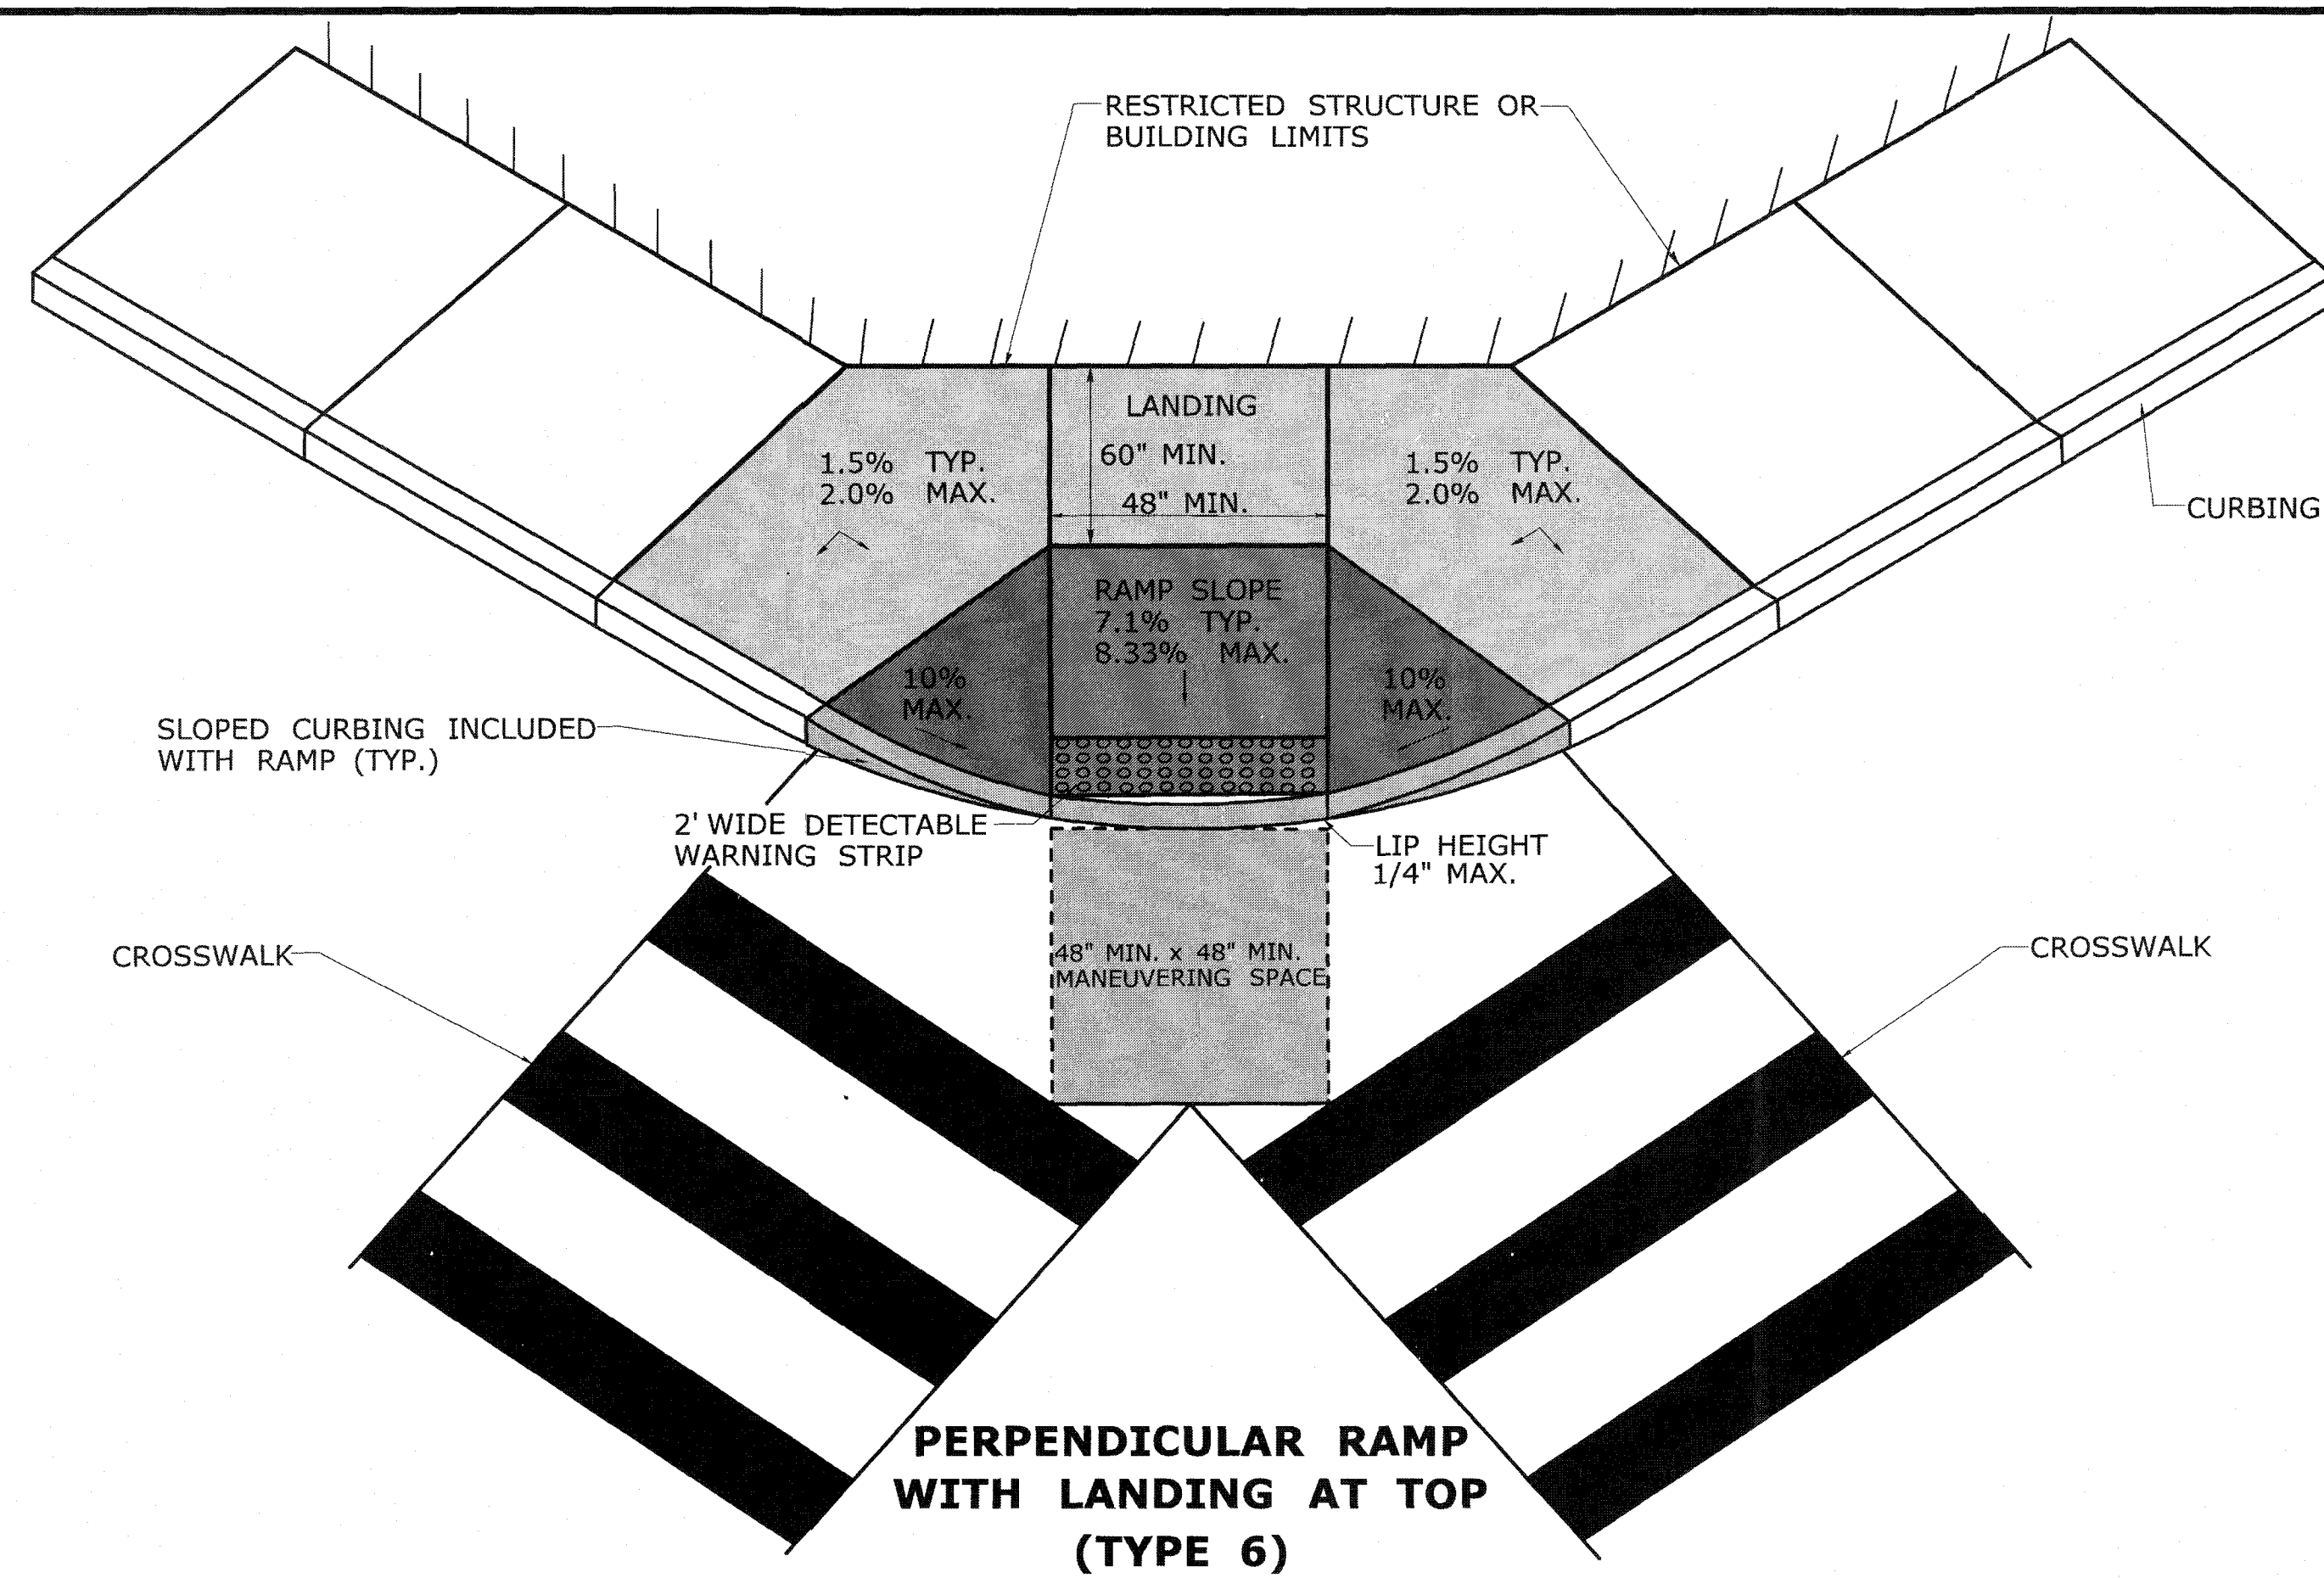 RESTRICTED STRUCTURE OR
BUILDING LIMITS
LANDING
60" MIN.
48" MIN.
1.5% TYP.
2.0% MAX.
1.5% TYP.
2.0% MAX.
CURBING
RAMP SLOPE
7.1% TYP.
8.33% MAX.
10%
MAX.
10%
MAX.
SLOPED CURBING INCLUDED
WITH RAMP (TYP.)
2' WIDE DETECTABLE
WARNING STRIP
LIP HEIGHT
1/4" MAX.
48" MIN. x 48" MIN.
MANEUVERING SPACE
CROSSWALK
CROSSWALK
PERPENDICULAR RAMP
WITH LANDING AT TOP
(TYPE 6)